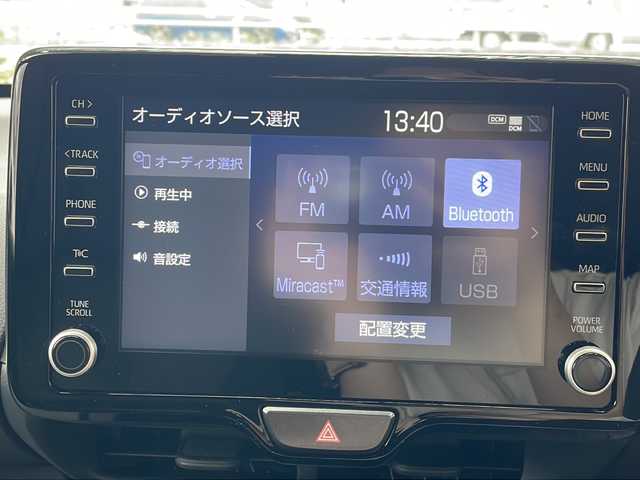 CH >
< TRACK
PHONE
T|C
TUNE
SCROLL
オーディオソース選択
13:40
DCM
DCM
オーディオ選択
再生中
接続
音設定
FM
AM
Bluetooth
Miracast™
交通情報
USB
配置変更
HOME
MENU
AUDIO
MAP
POWER
VOLUME